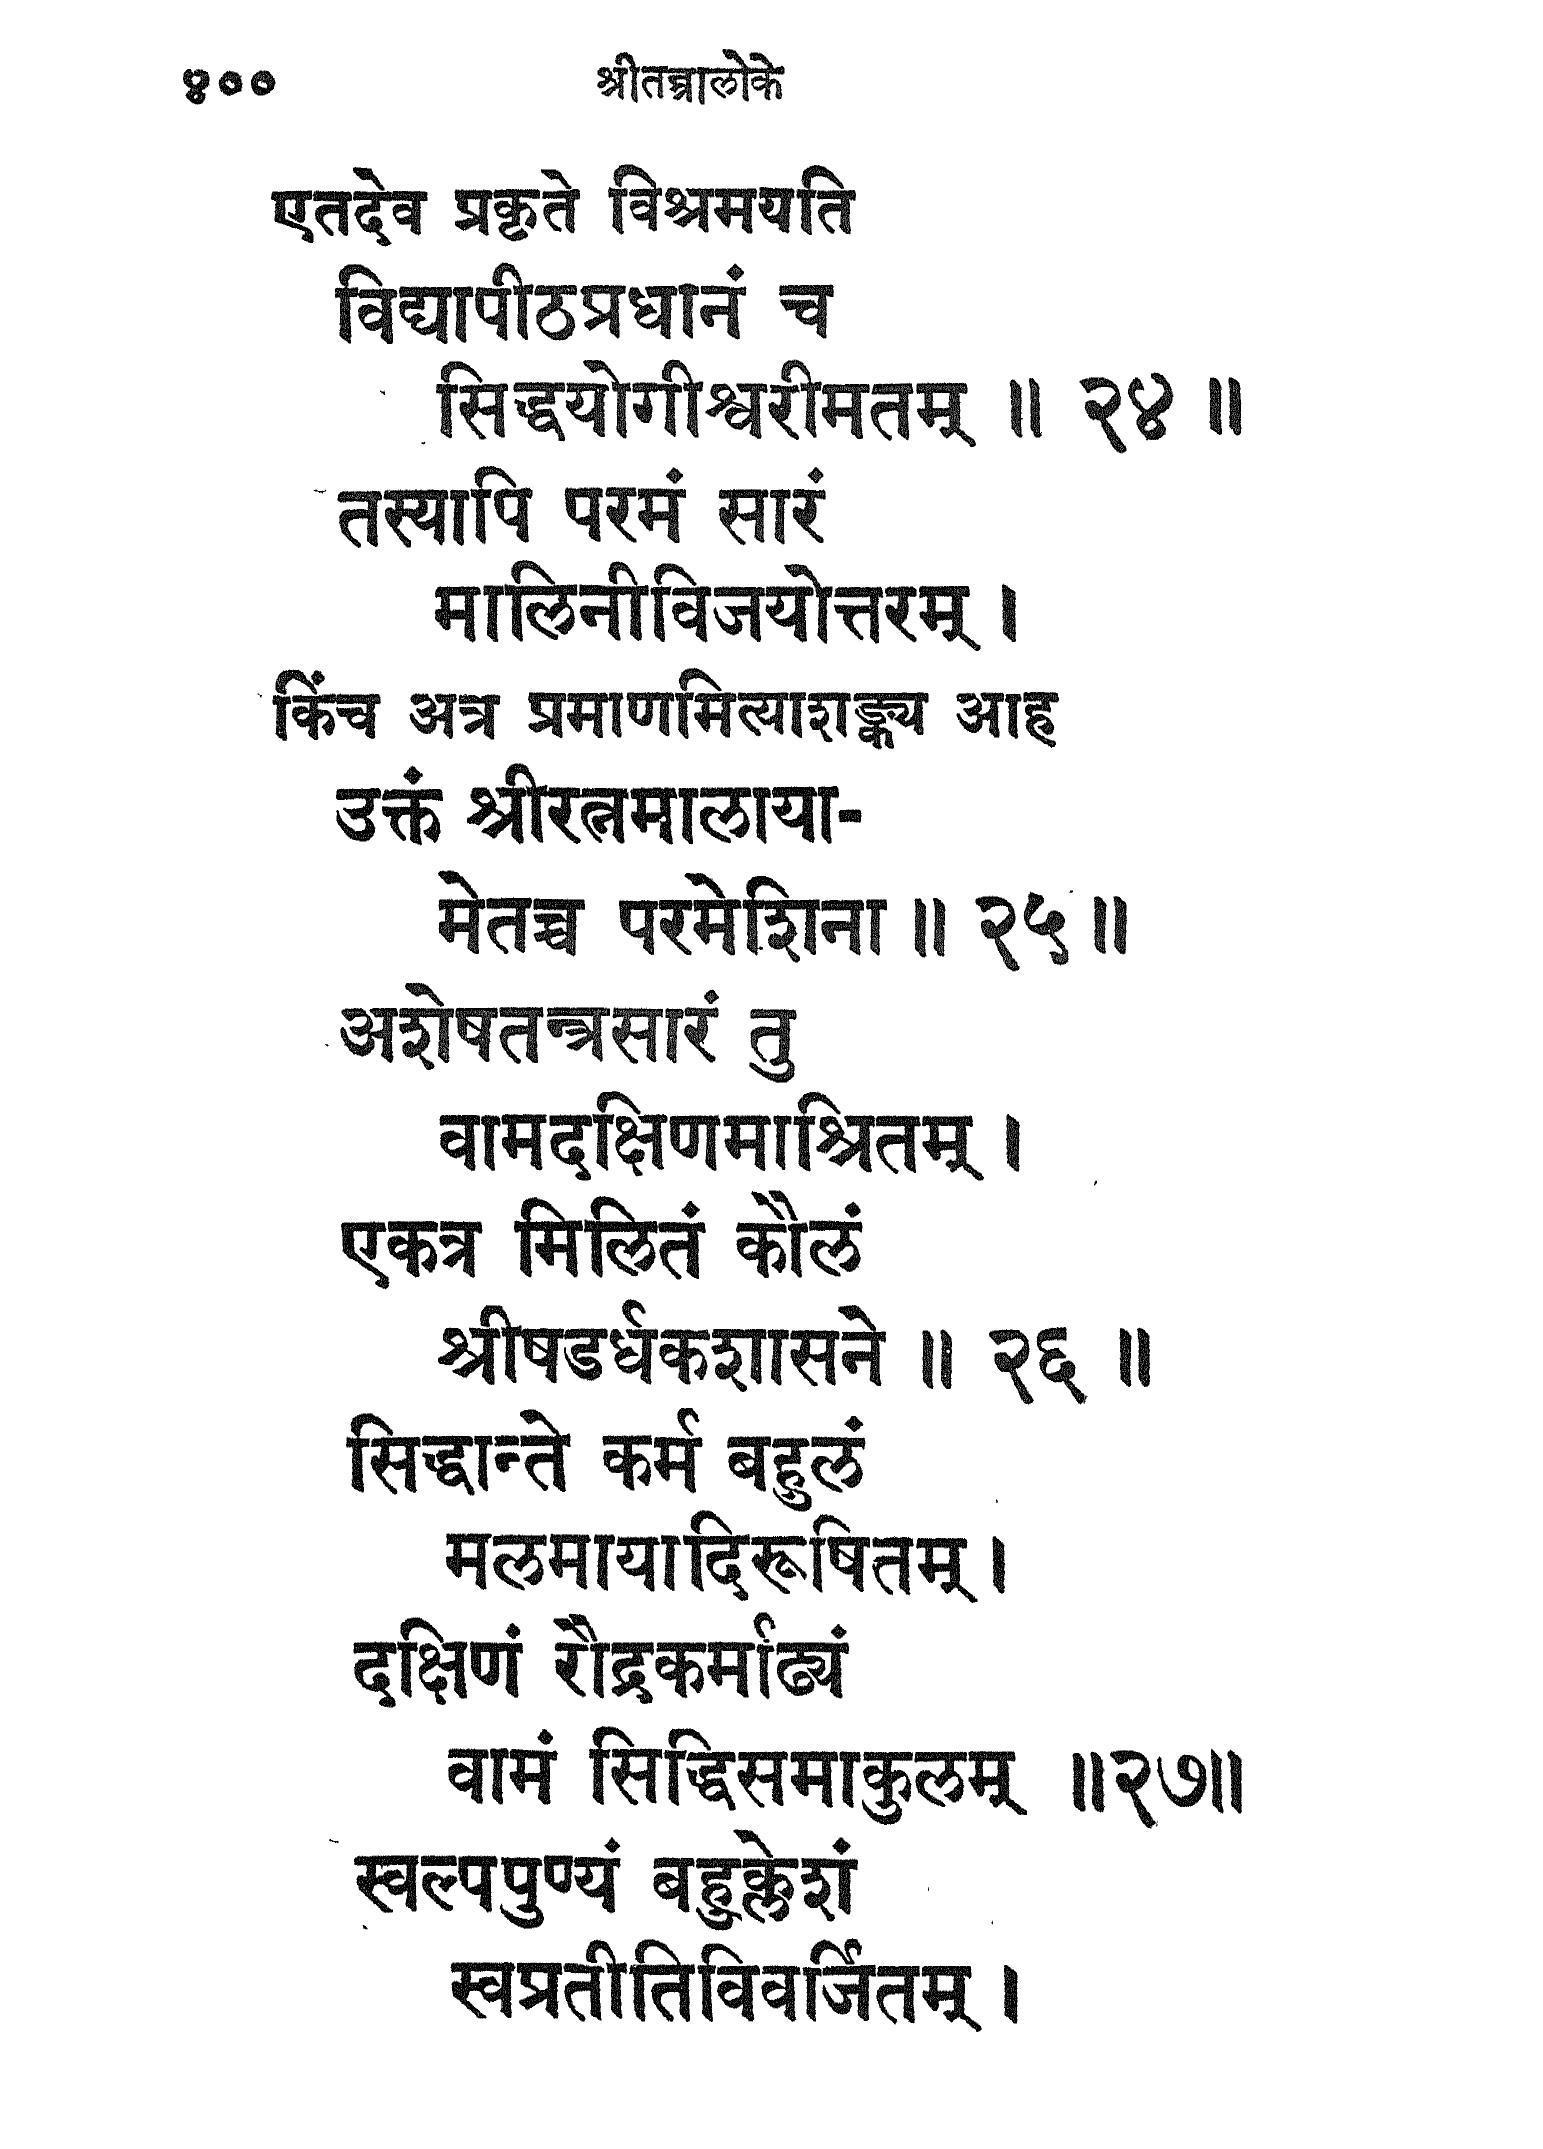 ४०० श्रीतन्त्रालोके
एतदेव प्रकृते विश्रमयति
विद्यापीठप्रधानं च
सिद्धयोगीश्वरीमतम् ॥ २४ ॥
तस्यापि परमं सारं
मालिनीविजयोत्तरम् ।
किंच अत्र प्रमाणमित्याशङ्क्य आह
उक्तं श्रीरत्नमालाया-
मेतच्च परमेशिना ॥ २५ ॥
अशेषतन्त्रसारं तु
वामदक्षिणमाश्रितम् ।
एकत्र मिलितं कौलं
श्रीषडर्धकशासने ॥ २६ ॥
सिद्धान्ते कर्म बहुलं
मलमायादिरूषितम् ।
दक्षिणं रौद्रकर्माढ्यं
वामं सिद्धिसमाकुलम् ॥२७॥
स्वल्पपुण्यं बहुक्लेशं
स्वप्रतीतिविवर्जितम् ।